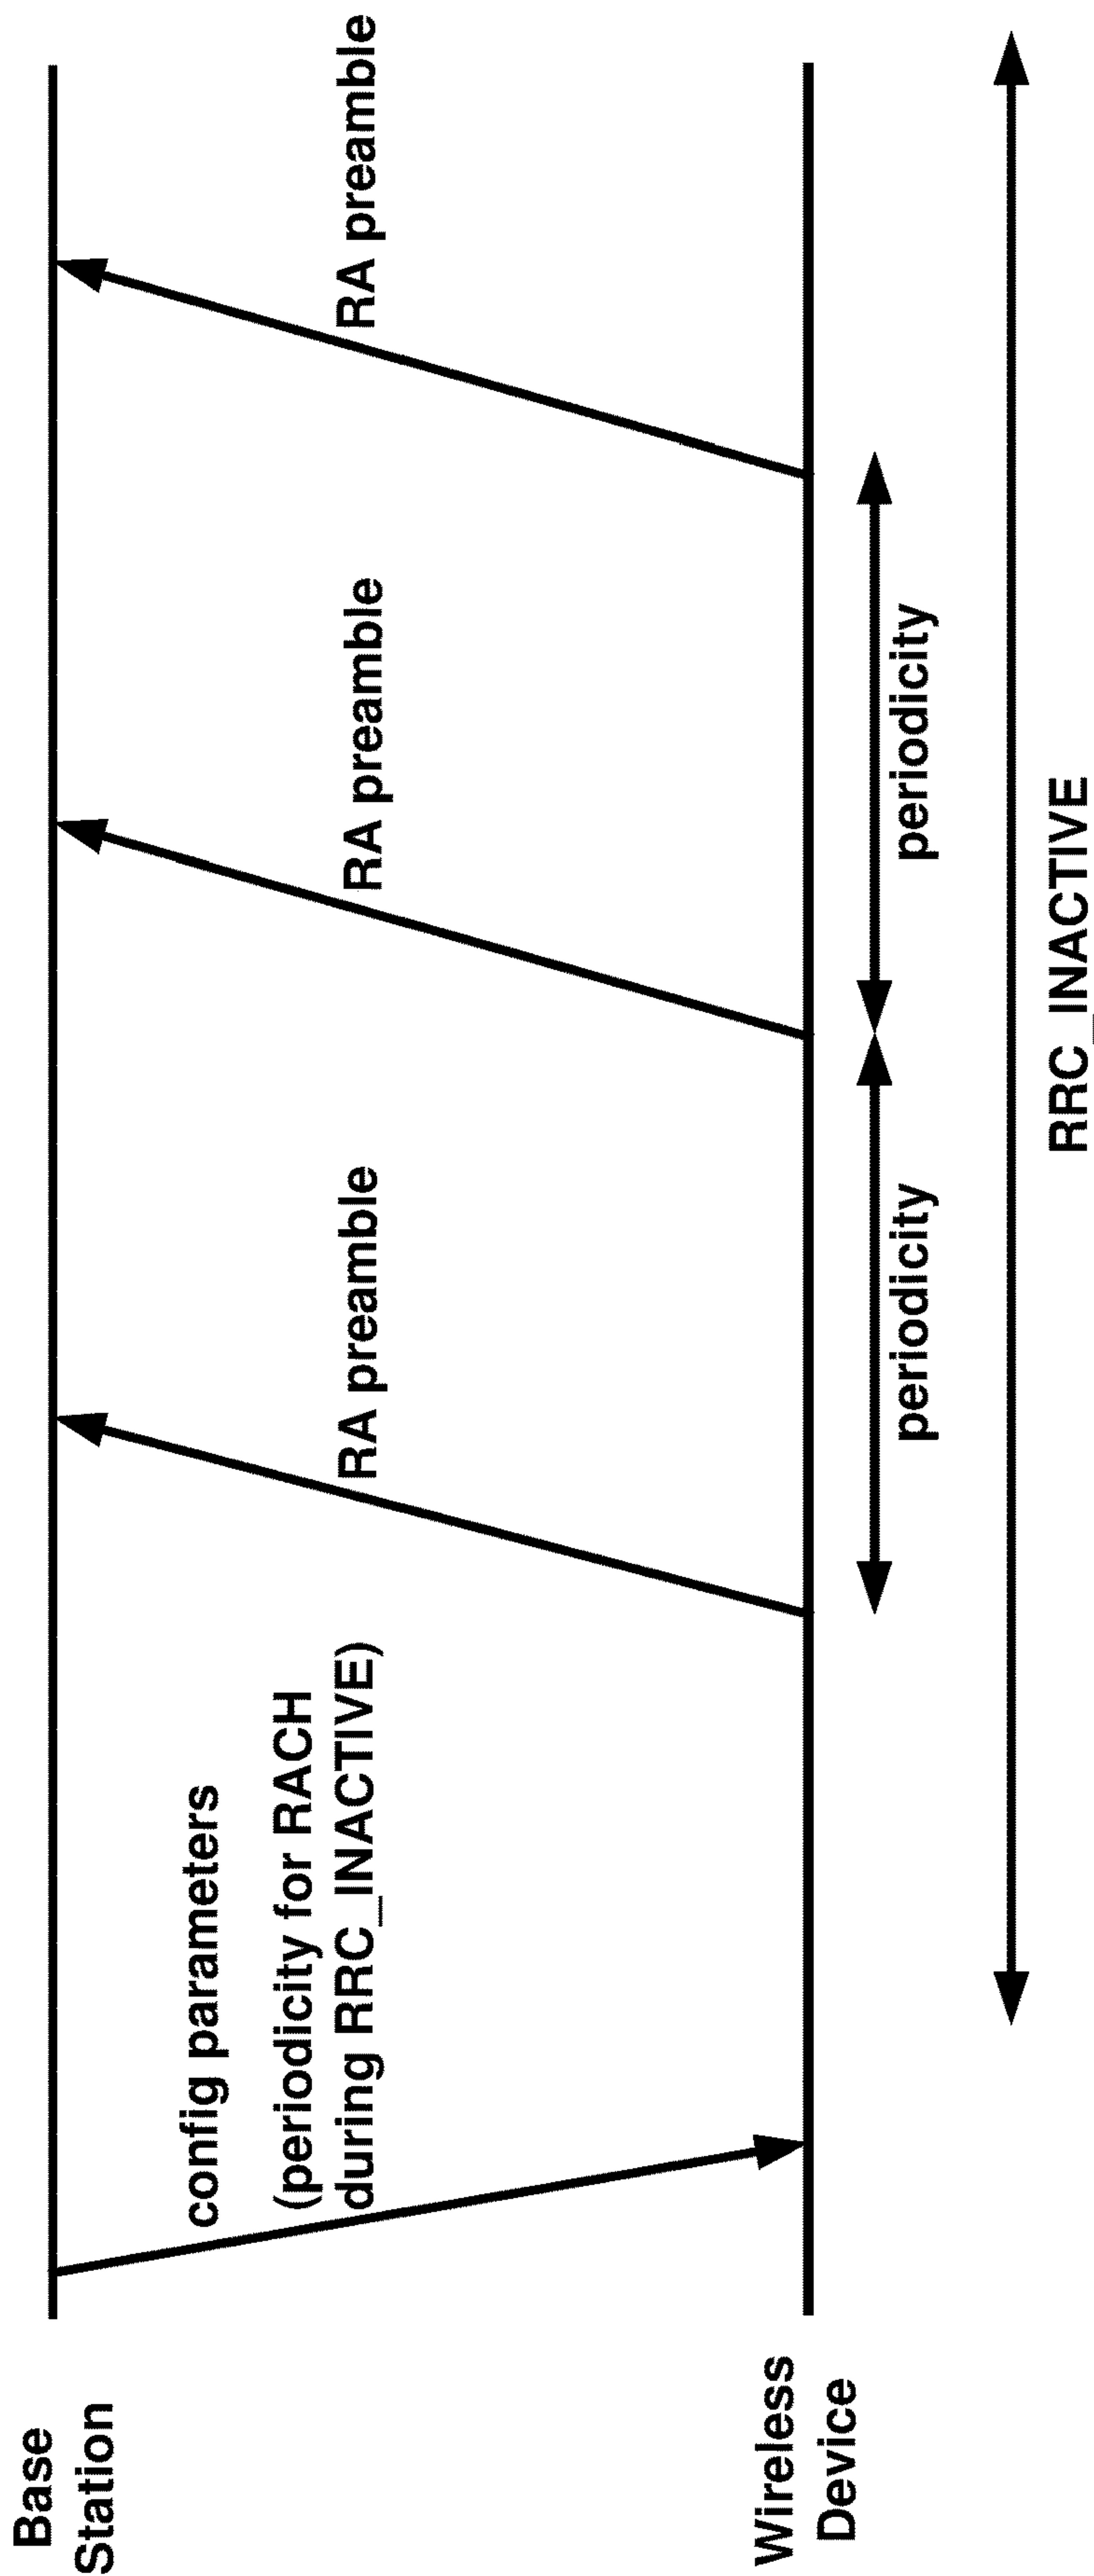 Base
Station
config parameters
(periodicity for RACH
during RRC_INACTIVE)
RA preamble
RA preamble
RA preamble
Wireless
Device
periodicity
periodicity
RRC_INACTIVE